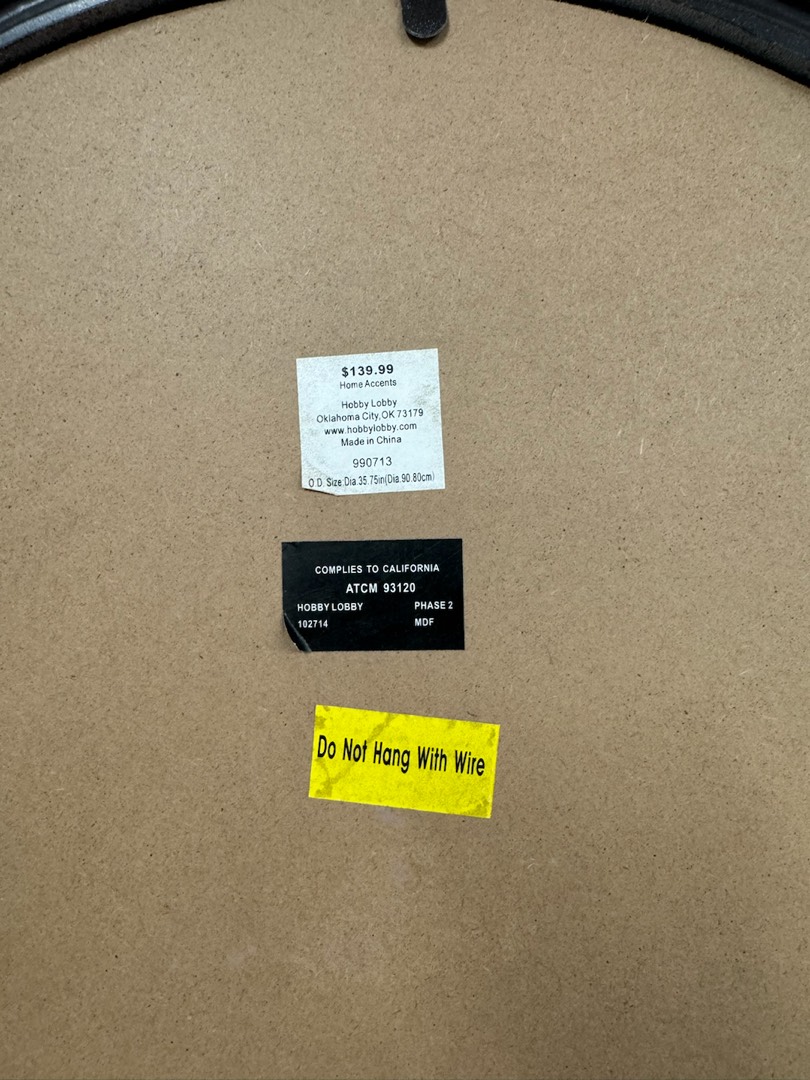 $139.99
Home Accents
Hobby Lobby
Oklahoma City,OK 73179
www.hobbylobby.com
Made in China
990713
O.D. Size:Dia.35.75in(Dia.90.80cm)
COMPLIES TO CALIFORNIA
ATCM 93120
HOBBY LOBBY PHASE 2
102714 MDF
Do Not Hang With Wire